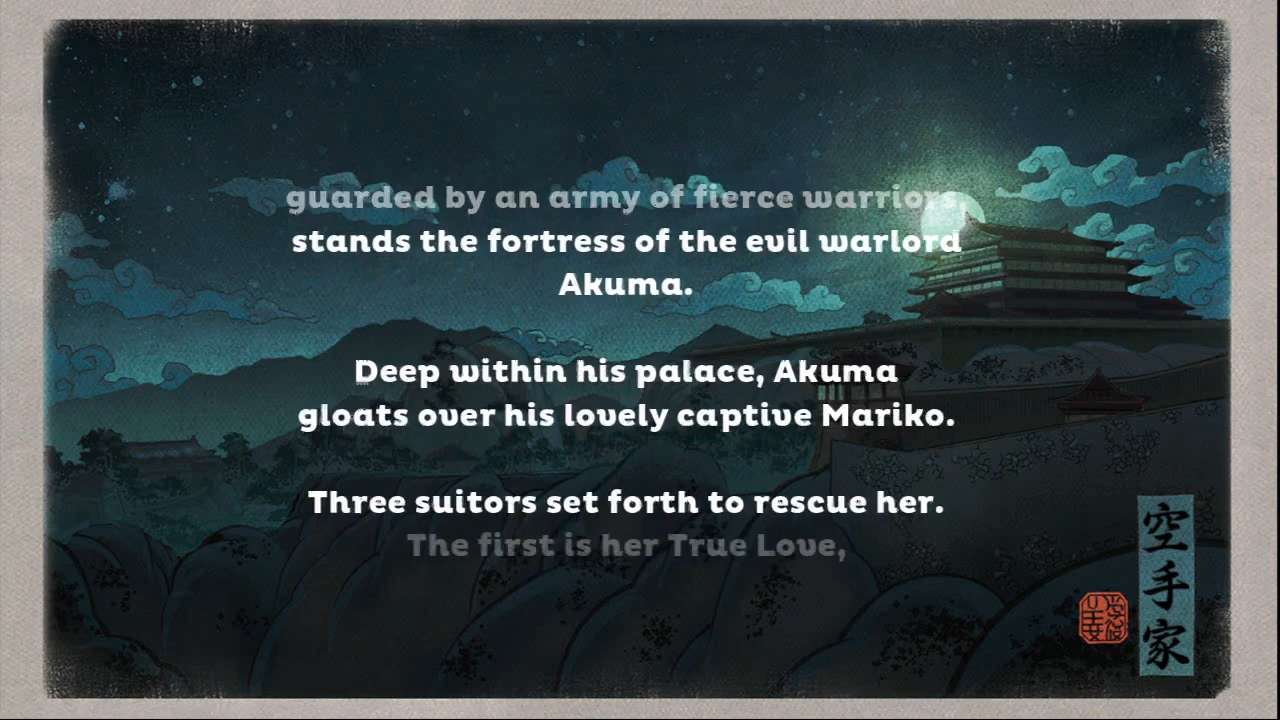 guarded by an army of fierce warriors,
stands the fortress of the evil warlord
Akuma.
Deep within his palace, Akuma
gloats over his lovely captive Mariko.
Three suitors set forth to rescue her.
The first is her True Love,
空手家